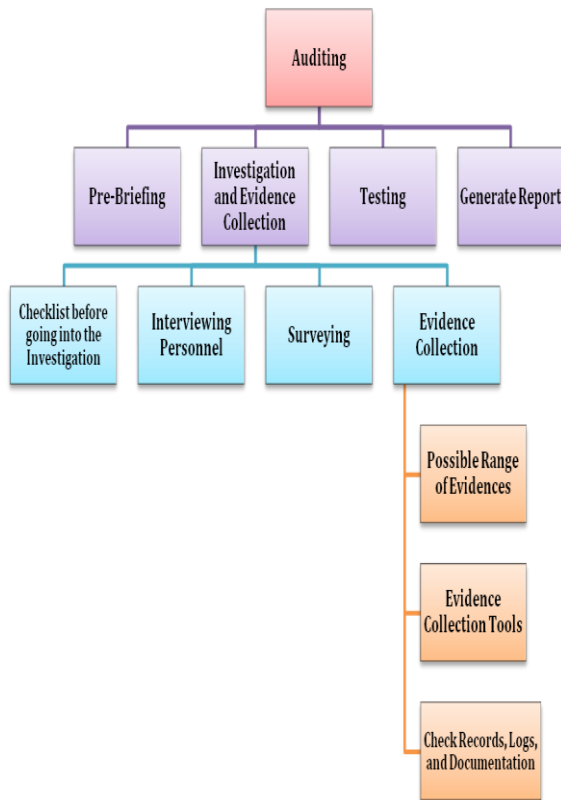 Auditing
Pre-Briefing
Investigation
and Evidence
Collection
Testing
Generate Report
Checklist before
going into the
Investigation
Interviewing
Personnel
Surveying
Evidence
Collection
Possible Range
of Evidences
Evidence
Collection Tools
Check Records, Logs,
and Documentation